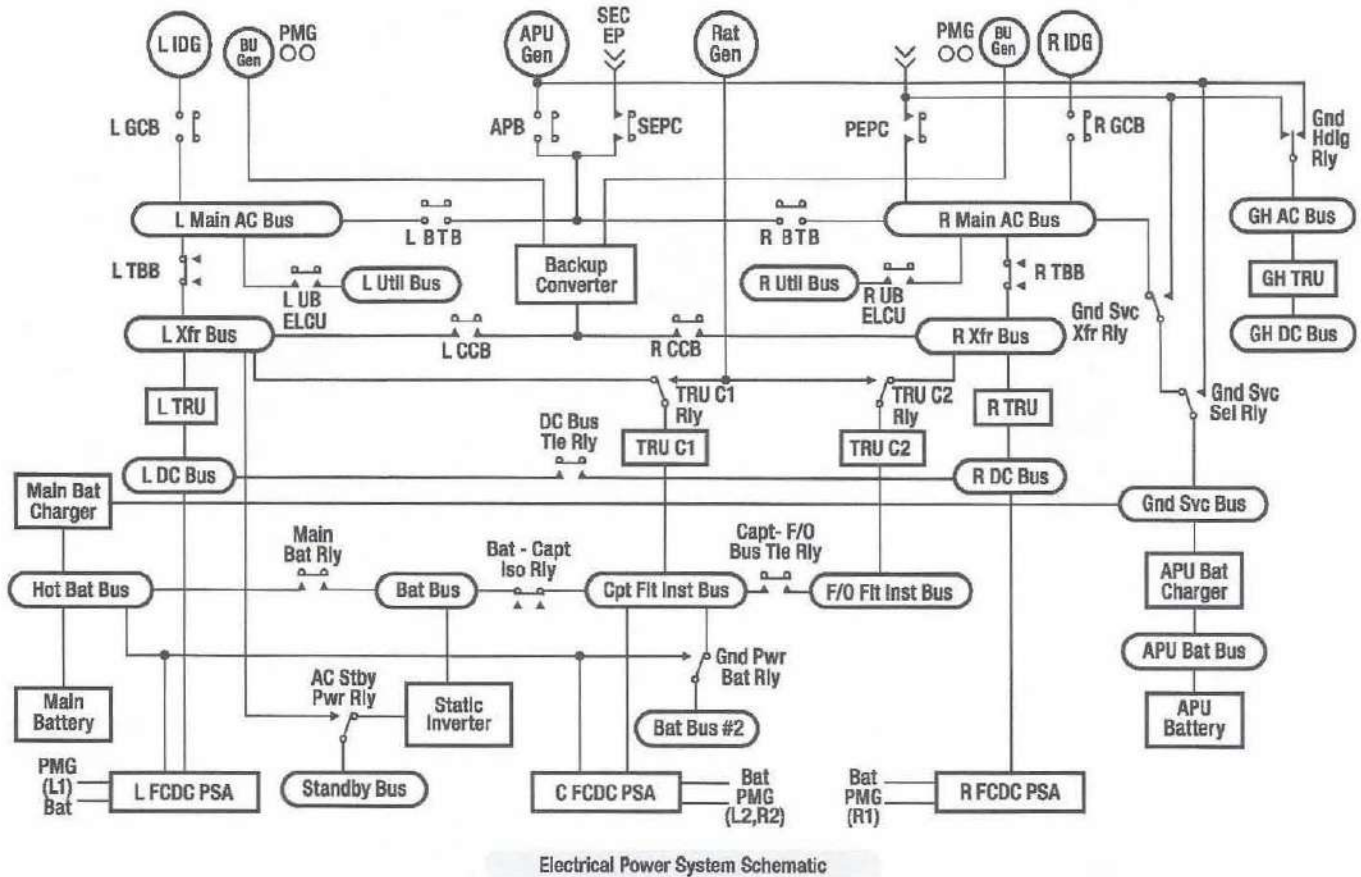 L IDG
BU
Gen
PMG
APU
Gen
SEC
EP
Rat
Gen
PMG
BU
Gen
R IDG
L GCB
APB
SEPC
PEPC
R GCB
Gnd
Hdlg
Rly
L Main AC Bus
L BTB
R BTB
R Main AC Bus
GH AC Bus
L TBB
L UB
ELCU
L Util Bus
Backup
Converter
R Util Bus
R UB
ELCU
R TBB
GH TRU
Gnd Svc
Xfr Rly
GH DC Bus
L Xfr Bus
L CCB
R CCB
R Xfr Bus
TRU C1
Rly
TRU C2
Rly
Gnd Svc
Sel Rly
L TRU
DC Bus
Tie Rly
TRU C1
TRU C2
R TRU
L DC Bus
R DC Bus
Main Bat
Charger
Gnd Svc Bus
Main
Bat Rly
Bat - Capt
Iso Rly
Capt- F/O
Bus Tie Rly
Hot Bat Bus
Bat Bus
Cpt Flt Inst Bus
F/O Flt Inst Bus
APU Bat
Charger
APU Bat Bus
Gnd Pwr
Bat Rly
AC Stby
Pwr Rly
Main
Battery
Static
Inverter
Bat Bus #2
APU
Battery
PMG
(L1)
Bat
L FCDC PSA
Standby Bus
C FCDC PSA
Bat
PMG
(L2,R2)
Bat
PMG
(R1)
R FCDC PSA
Electrical Power System Schematic